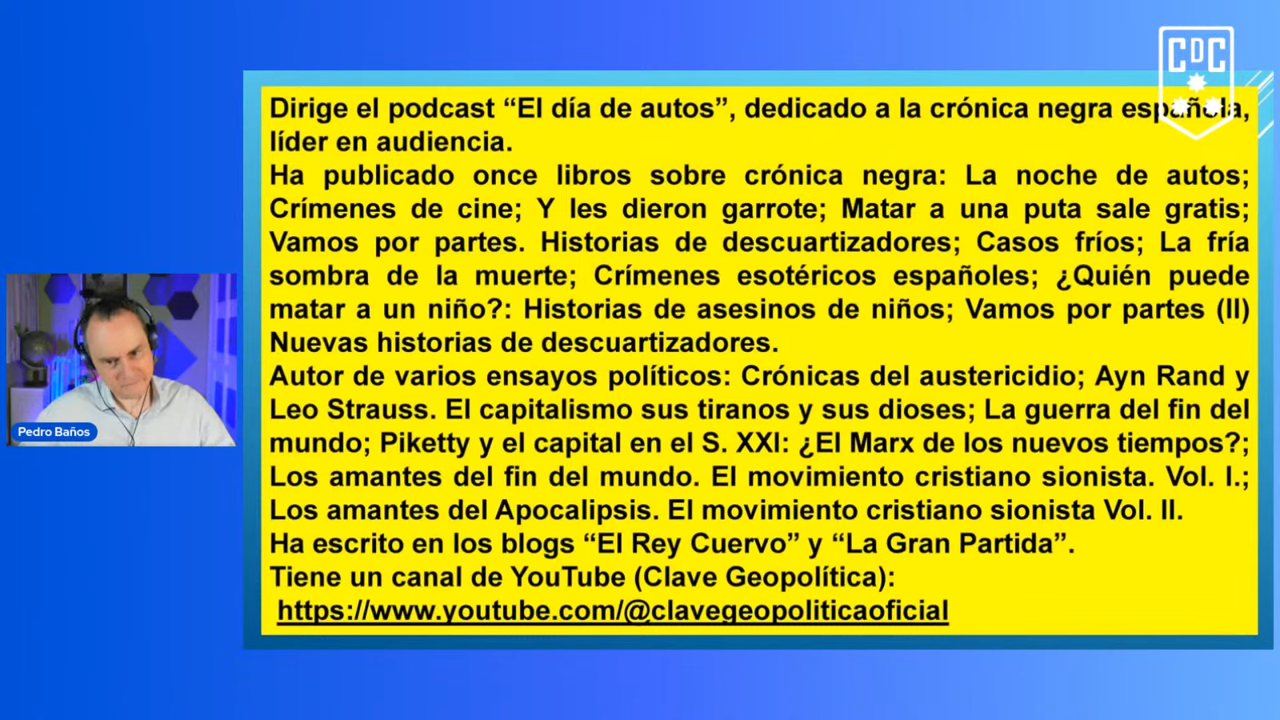 CDC
Dirige el podcast “El día de autos”, dedicado a la crónica negra española,
líder en audiencia.
Ha publicado once libros sobre crónica negra: La noche de autos;
Crímenes de cine; Y les dieron garrote; Matar a una puta sale gratis;
Vamos por partes. Historias de descuartizadores; Casos fríos; La fría
sombra de la muerte; Crímenes esotéricos españoles; ¿Quién puede
matar a un niño?: Historias de asesinos de niños; Vamos por partes (II)
Nuevas historias de descuartizadores.
Autor de varios ensayos políticos: Crónicas del austericidio; Ayn Rand y
Leo Strauss. El capitalismo sus tiranos y sus dioses; La guerra del fin del
mundo; Piketty y el capital en el S. XXI: ¿El Marx de los nuevos tiempos?;
Los amantes del fin del mundo. El movimiento cristiano sionista. Vol. I.;
Los amantes del Apocalipsis. El movimiento cristiano sionista Vol. II.
Ha escrito en los blogs “El Rey Cuervo” y “La Gran Partida”.
Tiene un canal de YouTube (Clave Geopolítica):
https://www.youtube.com/@clavegeopoliticaoficial
Pedro Baños